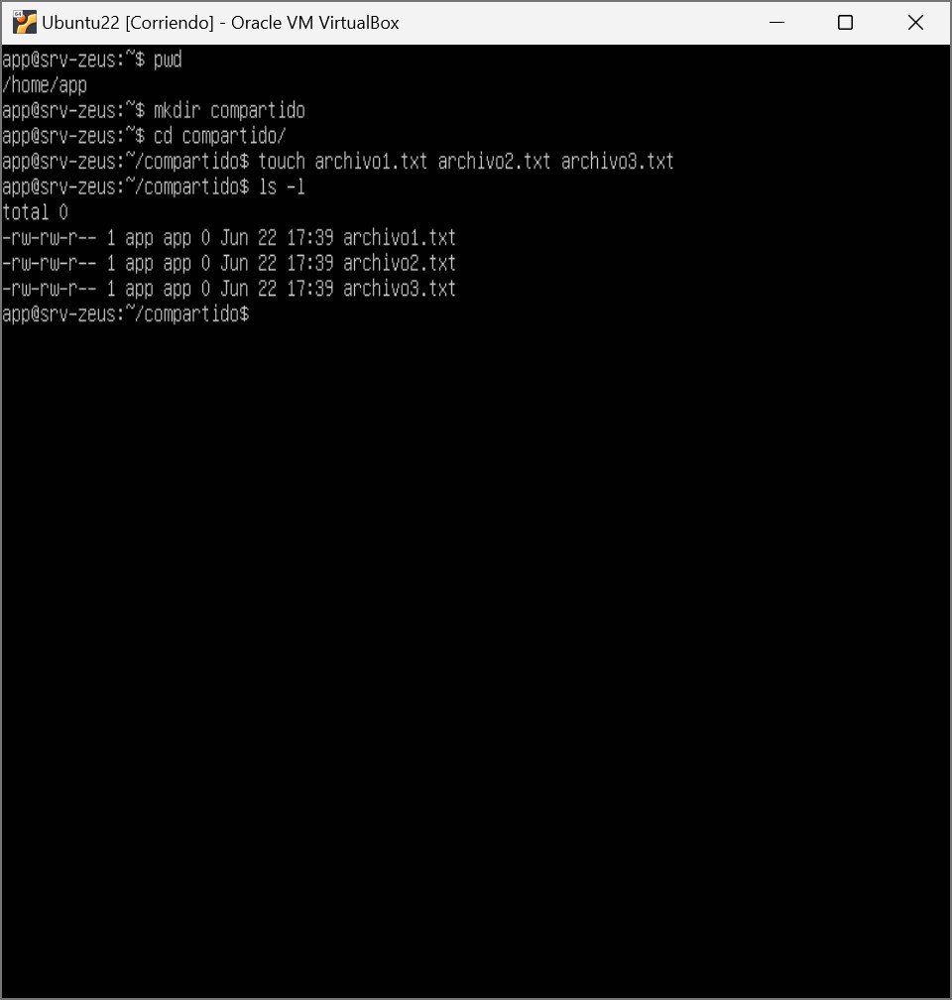 Ubuntu22 [Corriendo] - Oracle VM VirtualBox
app@srv-zeus:~$ pwd
/home/app
app@srv-zeus:~$ mkdir compartido
app@srv-zeus:~$ cd compartido/
app@srv-zeus:~/compartido$ touch archivo1.txt archivo2.txt archivo3.txt
app@srv-zeus:~/compartido$ ls -l
total 0
-rw-rw-r-- 1 app app 0 Jun 22 17:39 archivo1.txt
-rw-rw-r-- 1 app app 0 Jun 22 17:39 archivo2.txt
-rw-rw-r-- 1 app app 0 Jun 22 17:39 archivo3.txt
app@srv-zeus:~/compartido$